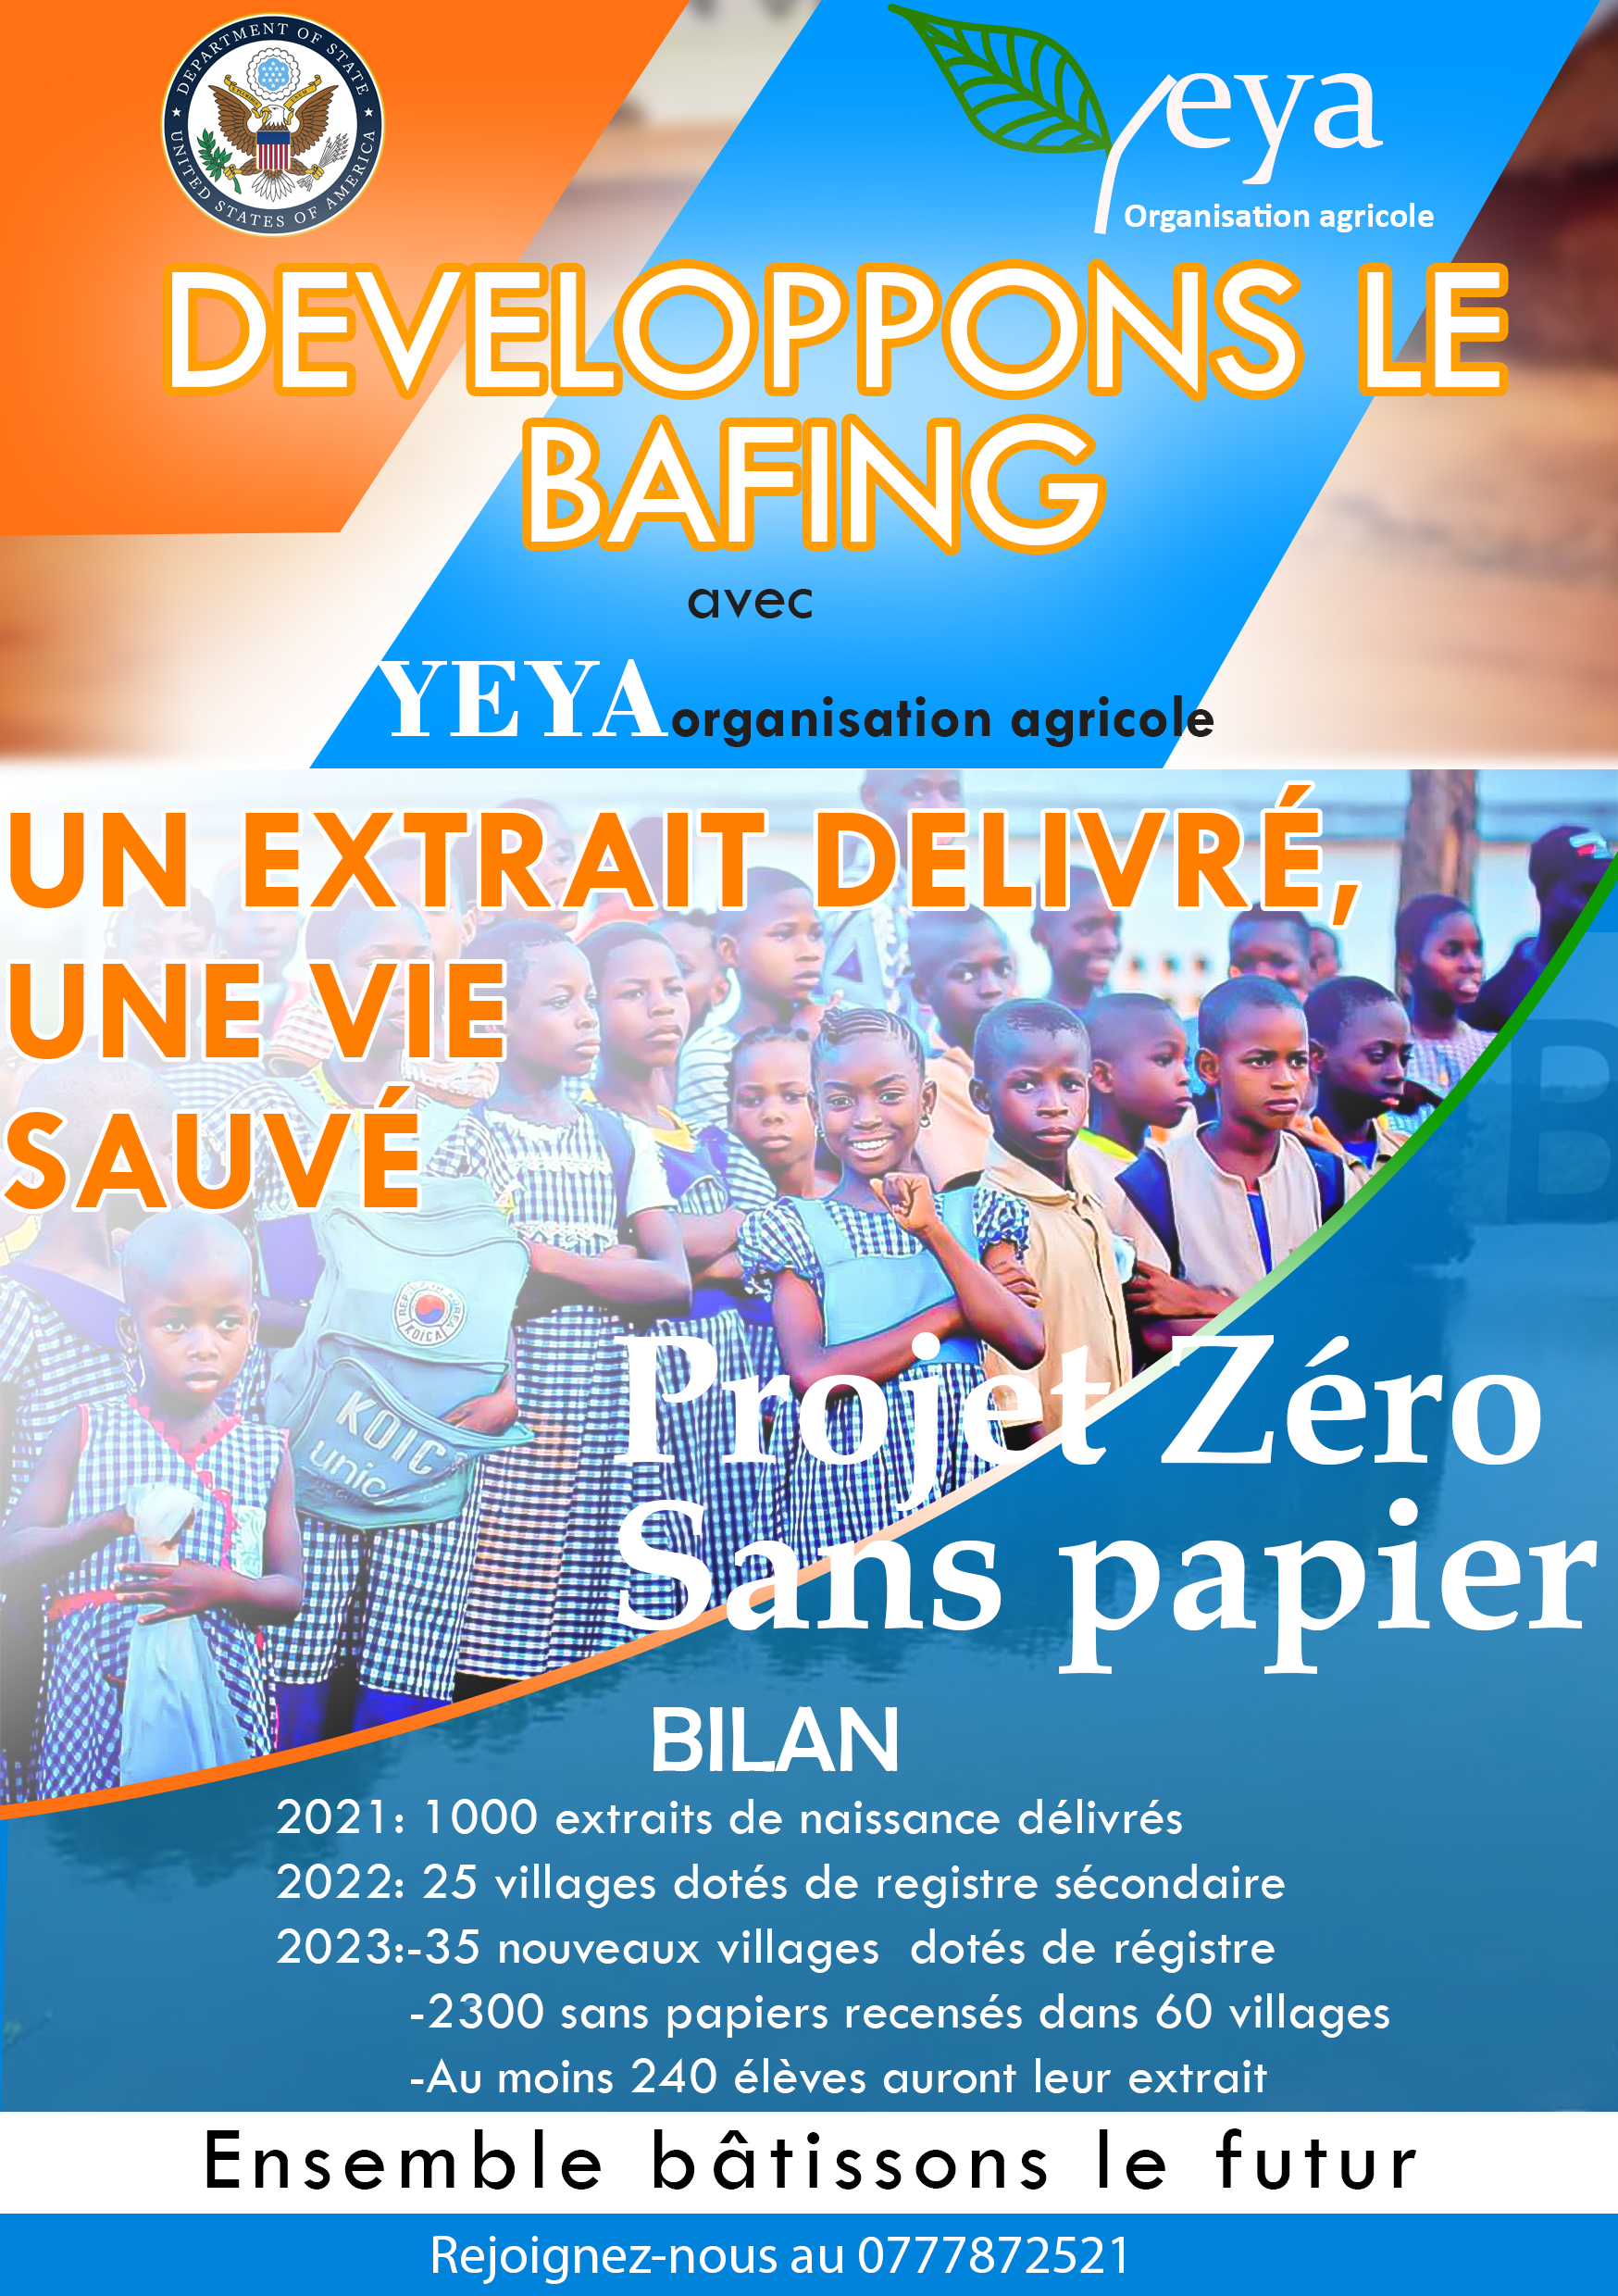 DEPARTMENT OF STATE
UNITED STATES OF AMERICA
yeya
Organisation agricole
DEVELOPPONS LE
BAFING
avec
YEYA organisation agricole
UN EXTRAIT DELIVRÉ,
UNE VIE
SAUVÉ
KOICA
KOIC
unic
Projet Zéro
Sans papier
BILAN
2021: 1000 extraits de naissance délivrés
2022: 25 villages dotés de registre sécondaire
2023:-35 nouveaux villages dotés de régistre
-2300 sans papiers recensés dans 60 villages
-Au moins 240 élèves auront leur extrait
Ensemble bâtissons le futur
Rejoignez-nous au 0777872521